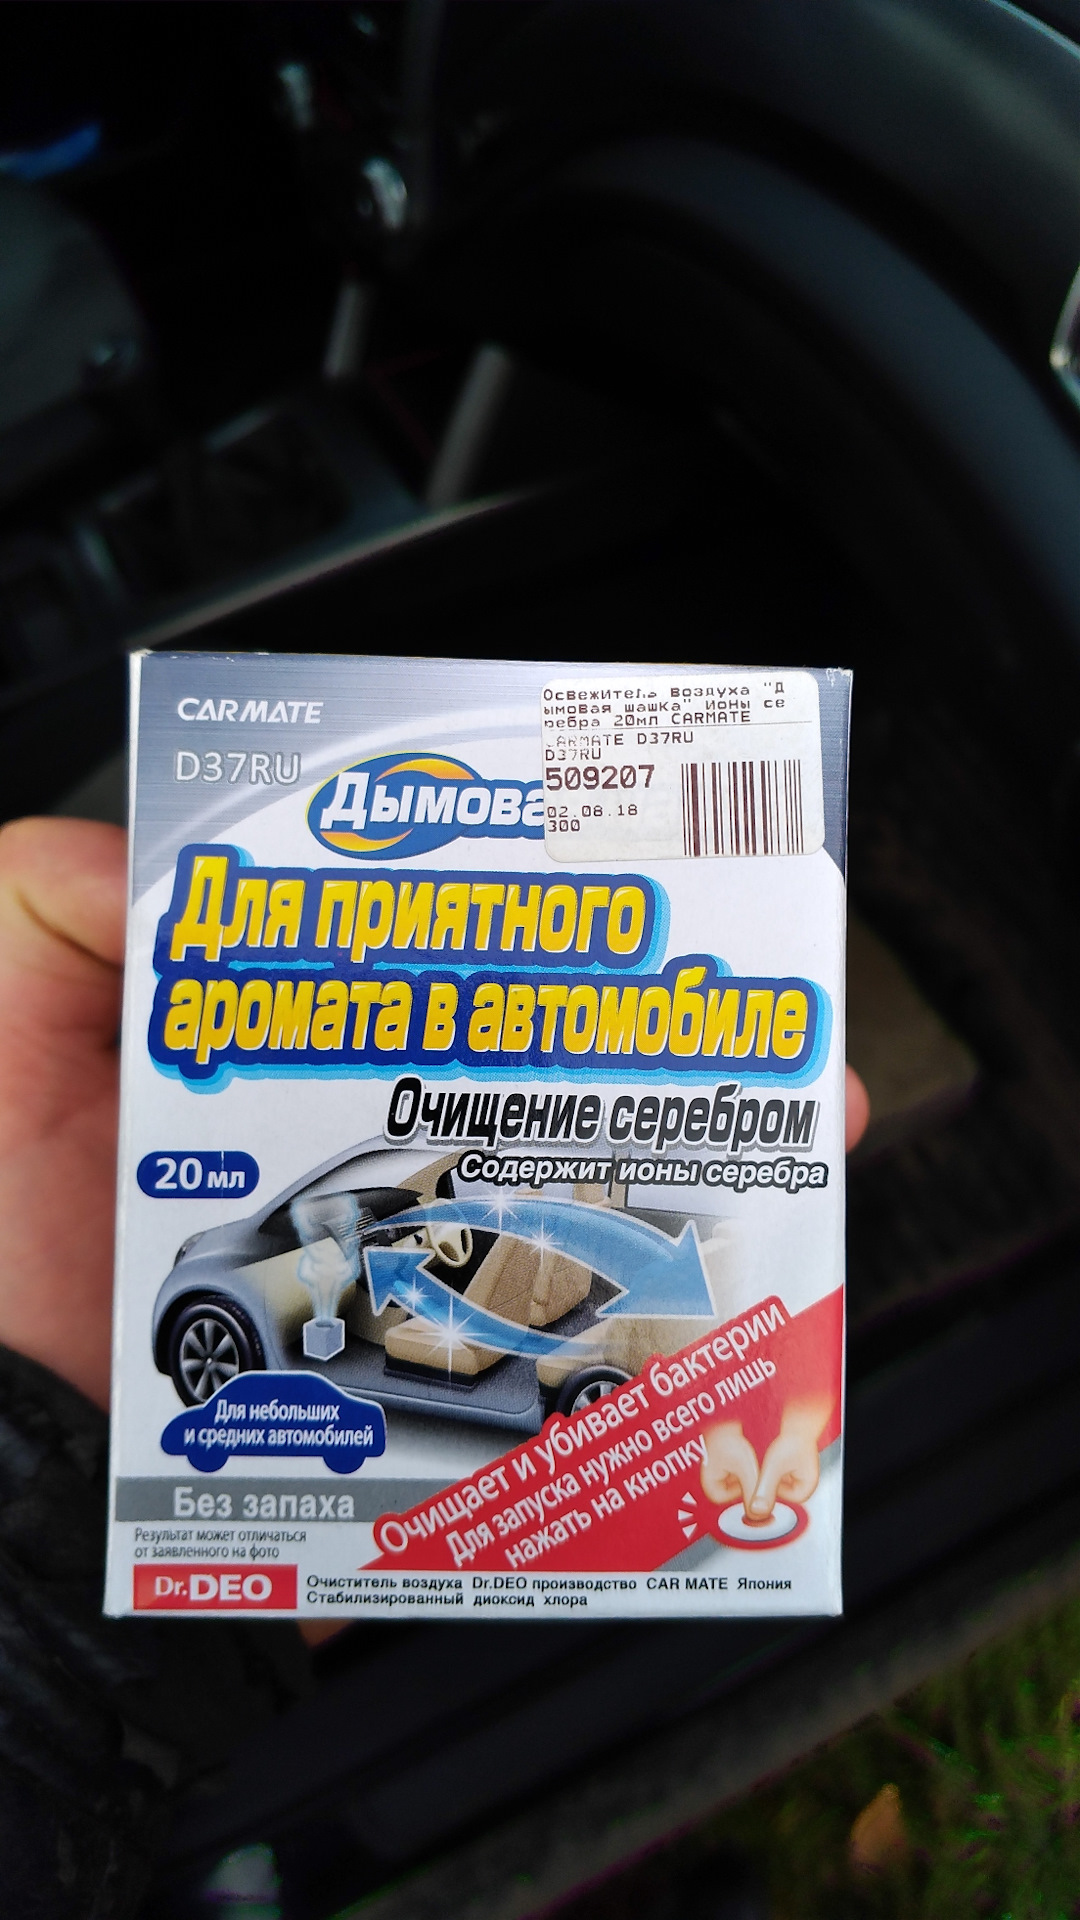 CARMATE
D37RU
Дымова
Освежитель воздуха "Д
ымовая шашка" ионы се
ребра 20мл CARMATE
CARMATE D37RU
D37RU
509207
02.08.18
300
Для приятного
аромата в автомобиле
Очищение серебром
Содержит ионы серебра
20 мл
Для небольших
и средних автомобилей
Очищает и убивает бактерии
Для запуска нужно всего лишь
нажать на кнопку
Без запаха
Результат может отличаться
от заявленного на фото
Dr.DEO
Очиститель воздуха Dr.DEO производство CAR MATE Япония
Стабилизированный диоксид хлора